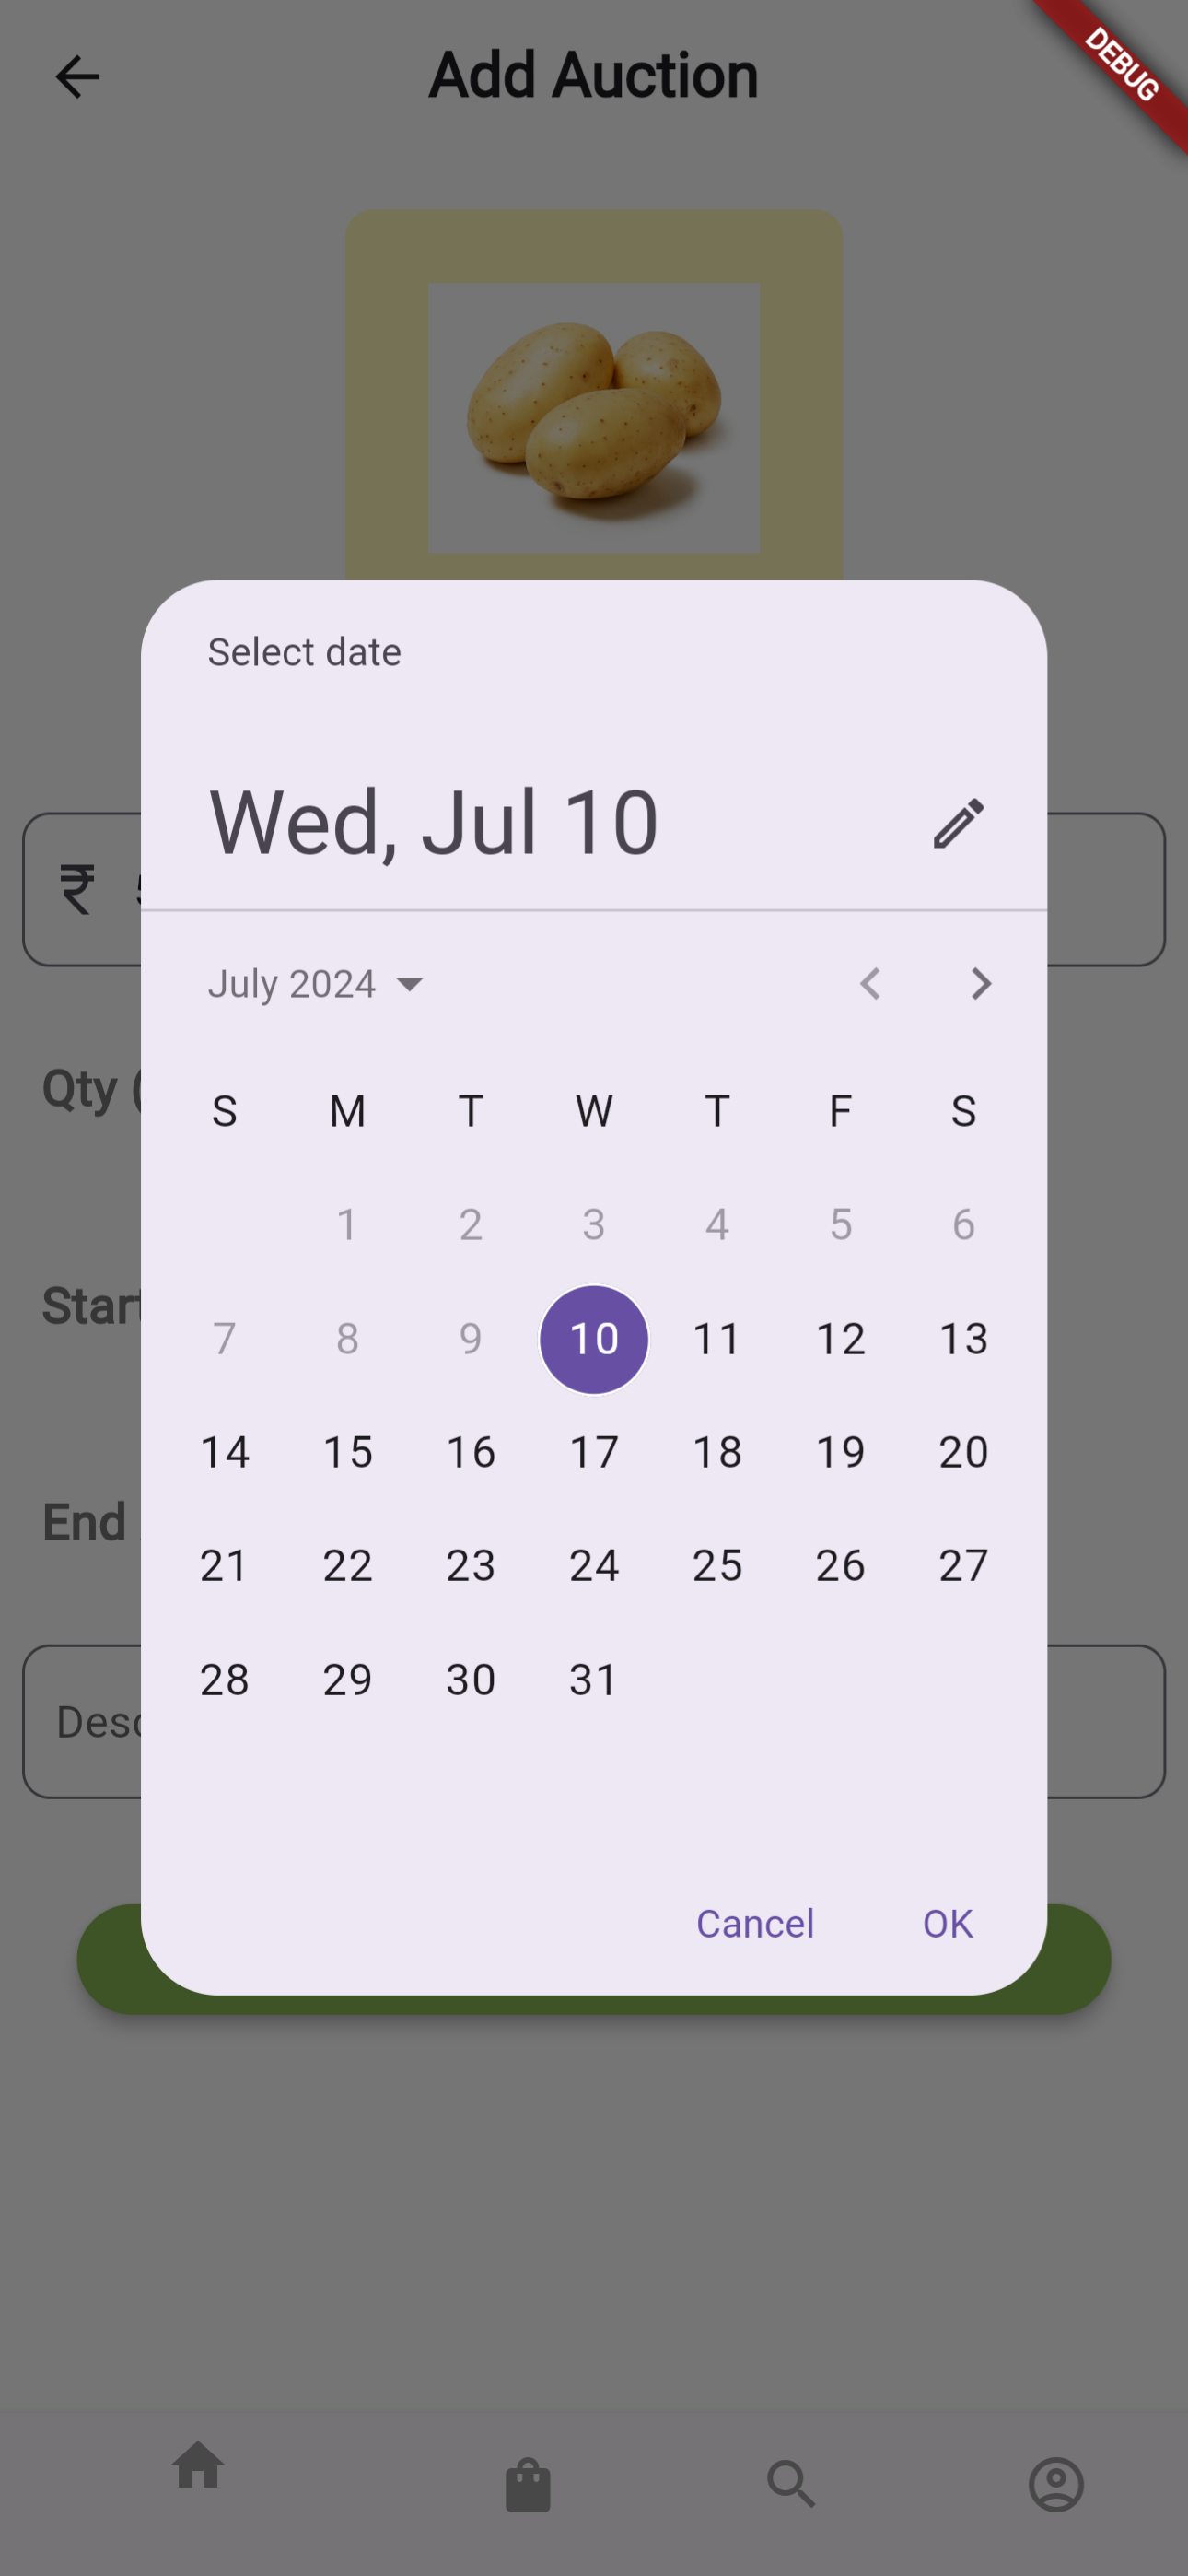 Add Auction
DEBUG
Select date
Wed, Jul 10
₹
July 2024
S M T W T F S
1 2 3 4 5 6
7 8 9 10 11 12 13
14 15 16 17 18 19 20
21 22 23 24 25 26 27
28 29 30 31
Qty (
Start
End
Desc
Cancel OK